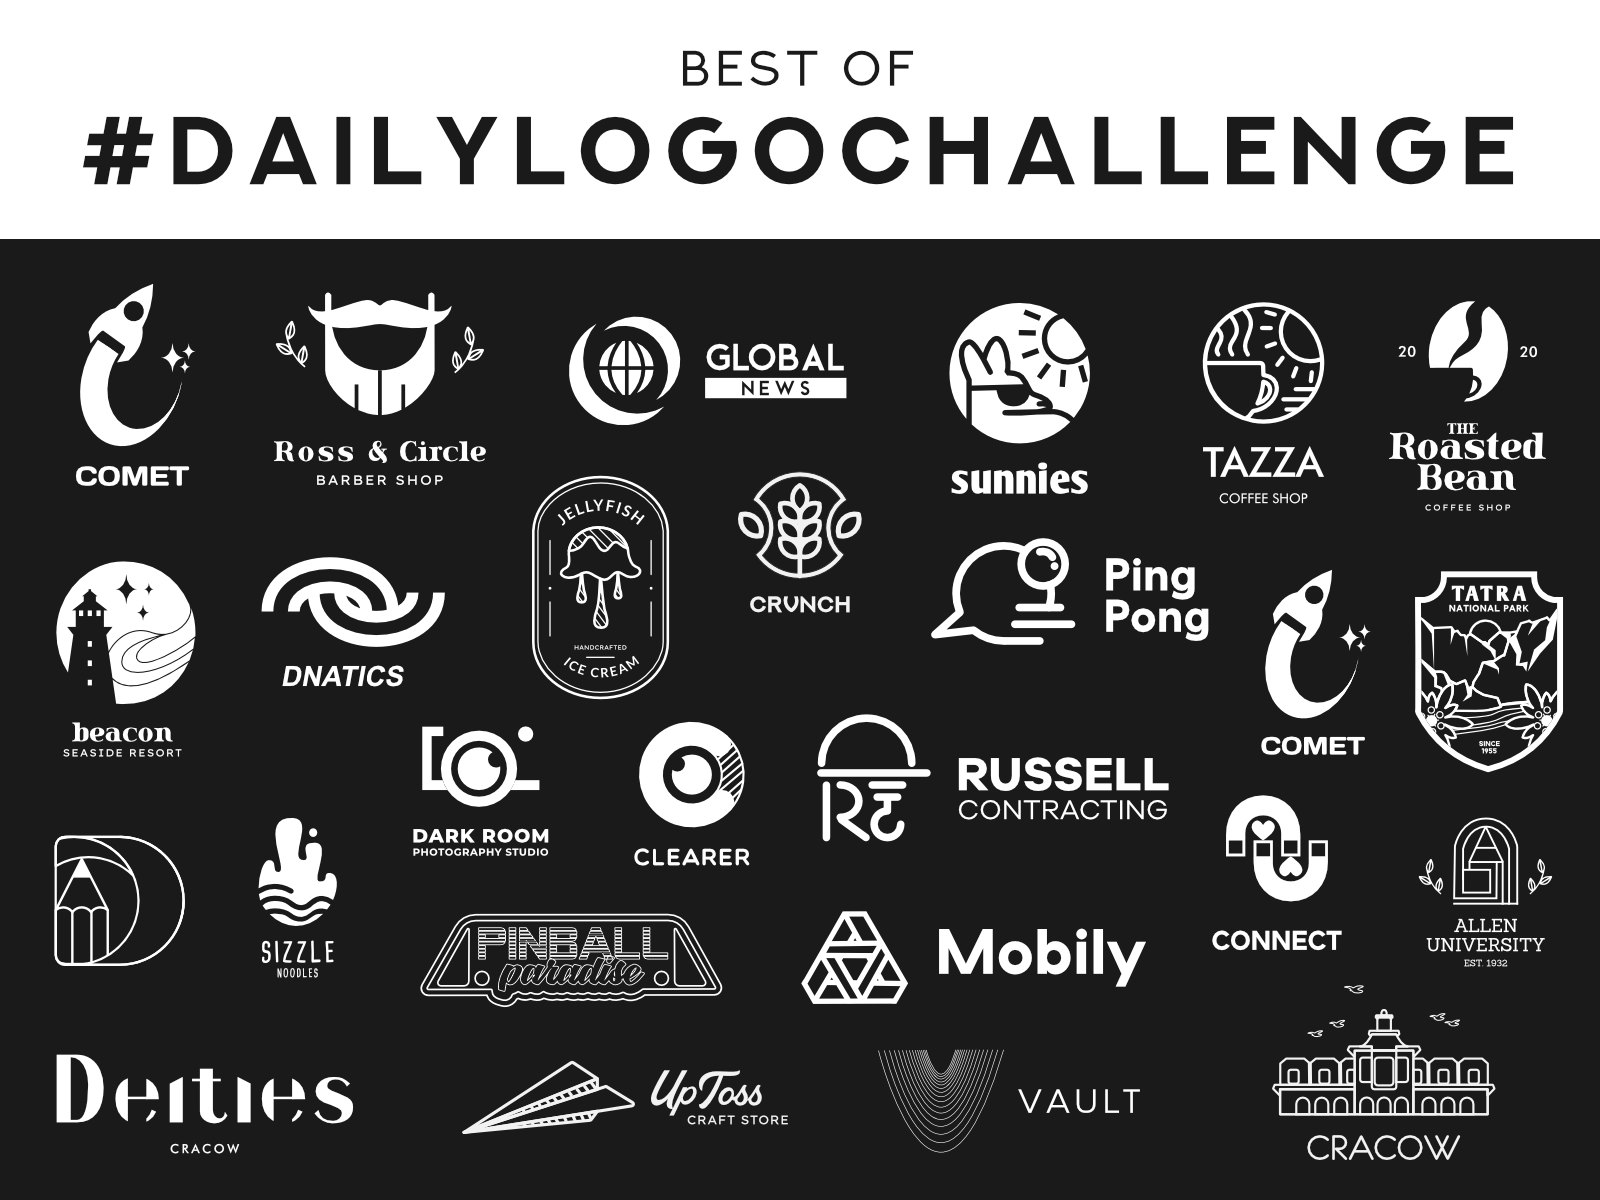 BEST OF
#DAILYLOGOCHALLENGE
COMET
Ross & Circle
BARBER SHOP
GLOBAL
NEWS
sunnies
TAZZA
COFFEE SHOP
20 20
THE
Roasted
Bean
COFFEE SHOP
beacon
SEASIDE RESORT
DNATICS
JELLYFISH
HANDCRAFTED
ICE CREAM
CRUNCH
Ping
Pong
COMET
TATRA
NATIONAL PARK
SINCE
1955
DARK ROOM
PHOTOGRAPHY STUDIO
CLEARER
RUSSELL
CONTRACTING
CONNECT
ALLEN
UNIVERSITY
EST. 1932
D
SIZZLE
NOODLES
PINBALL
paradise
Mobily
Deities
CRACOW
UpToss
CRAFT STORE
VAULT
CRACOW